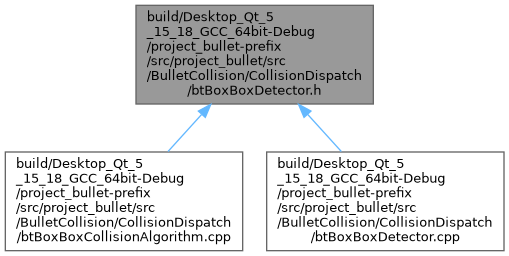 build/Desktop_Qt_5
_15_18_GCC_64bit-Debug
/project_bullet-prefix
/src/project_bullet/src
/BulletCollision/CollisionDispatch
/btBoxBoxDetector.h
build/Desktop_Qt_5
_15_18_GCC_64bit-Debug
/project_bullet-prefix
/src/project_bullet/src
/BulletCollision/CollisionDispatch
/btBoxBoxCollisionAlgorithm.cpp
build/Desktop_Qt_5
_15_18_GCC_64bit-Debug
/project_bullet-prefix
/src/project_bullet/src
/BulletCollision/CollisionDispatch
/btBoxBoxDetector.cpp